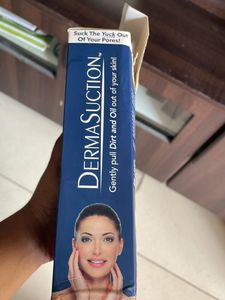 Suck The Yuck Out
Of Your Pores!
DERMASUCTION™
Gently pull Dirt and Oil out of your skin!